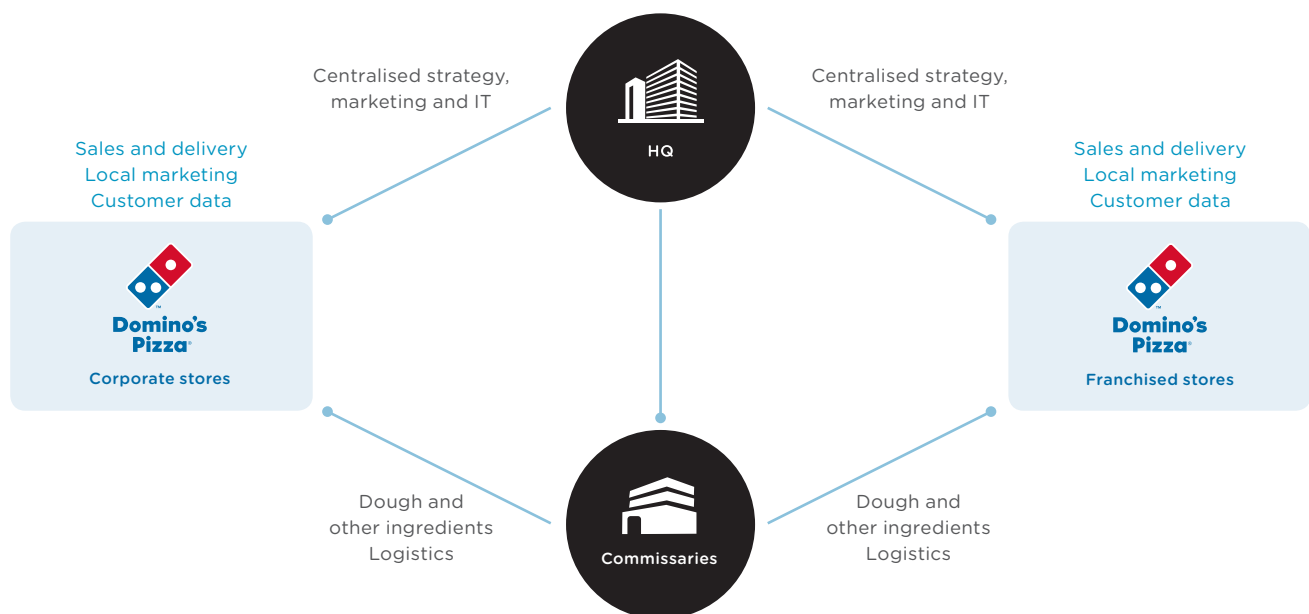 Centralised strategy,
marketing and IT
HQ
Centralised strategy,
marketing and IT
Sales and delivery
Local marketing
Customer data
Domino's
Pizza®
Corporate stores
Sales and delivery
Local marketing
Customer data
Domino's
Pizza®
Franchised stores
Dough and
other ingredients
Logistics
Commissaries
Dough and
other ingredients
Logistics